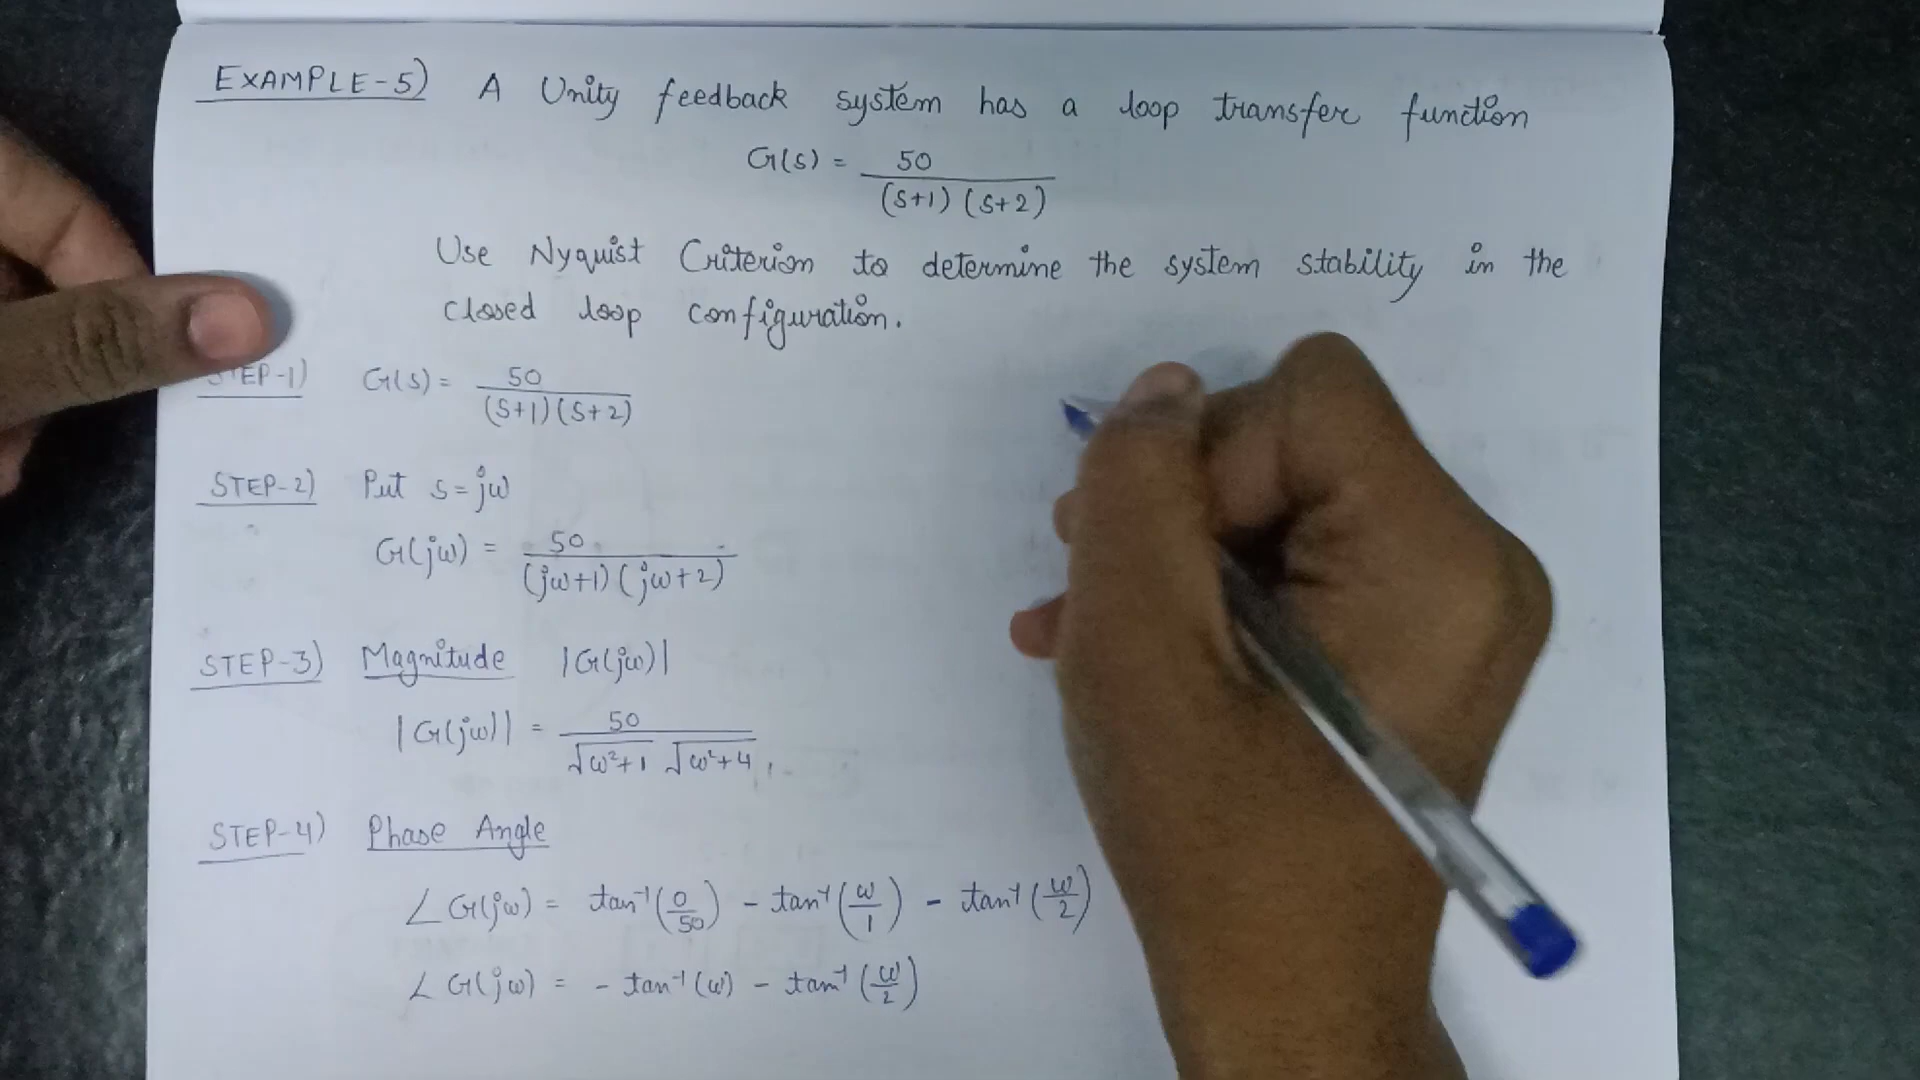 EXAMPLE-5) A Unity feedback system has a loop transfer function
G(s) = 50 / (s+1) (s+2)
Use Nyquist Criterion to determine the system stability in the
closed loop configuration.
STEP-1) G(s) = 50 / (s+1) (s+2)
STEP-2) Put s=jω
G(jω) = 50 / (jω+1) (jω+2)
STEP-3) Magnitude |G(jω)|
|G(jω)| = 50 / √ω²+1 √ω²+4
STEP-4) Phase Angle
∠G(jω) = tan⁻¹(0/50) - tan⁻¹(ω/1) - tan⁻¹(ω/2)
∠G(jω) = - tan⁻¹(ω) - tan⁻¹(ω/2)